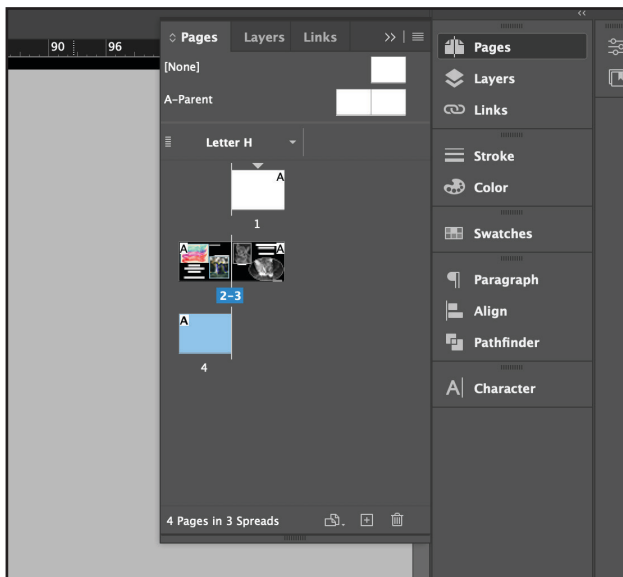 90 96
Pages Layers Links
[None]
A-Parent
Letter H
A
1
A A
2-3
A
4
4 Pages in 3 Spreads
Pages
Layers
Links
Stroke
Color
Swatches
Paragraph
Align
Pathfinder
Character